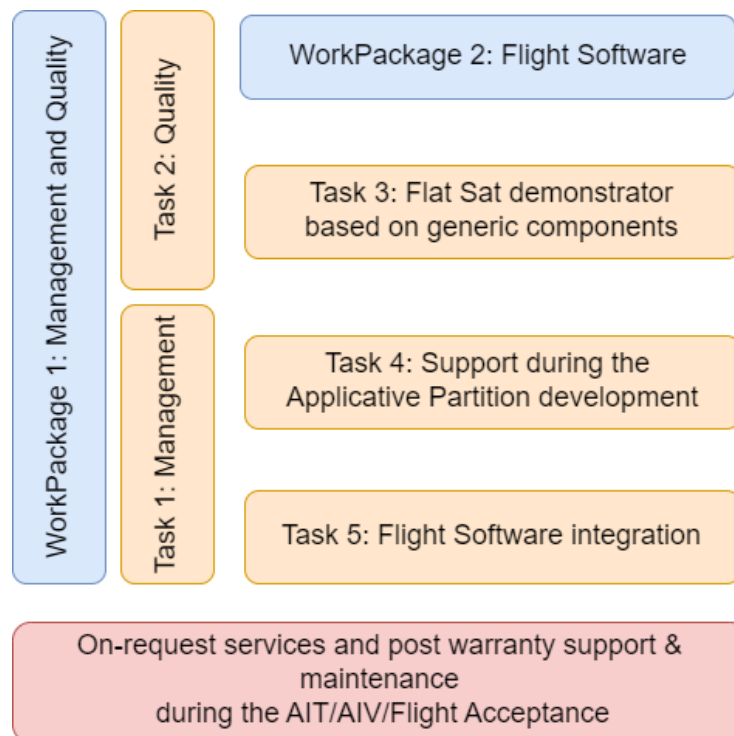 WorkPackage 1: Management and Quality
Task 2: Quality
Task 1: Management
WorkPackage 2: Flight Software
Task 3: Flat Sat demonstrator
based on generic components
Task 4: Support during the
Applicative Partition development
Task 5: Flight Software integration
On-request services and post warranty support &
maintenance
during the AIT/AIV/Flight Acceptance